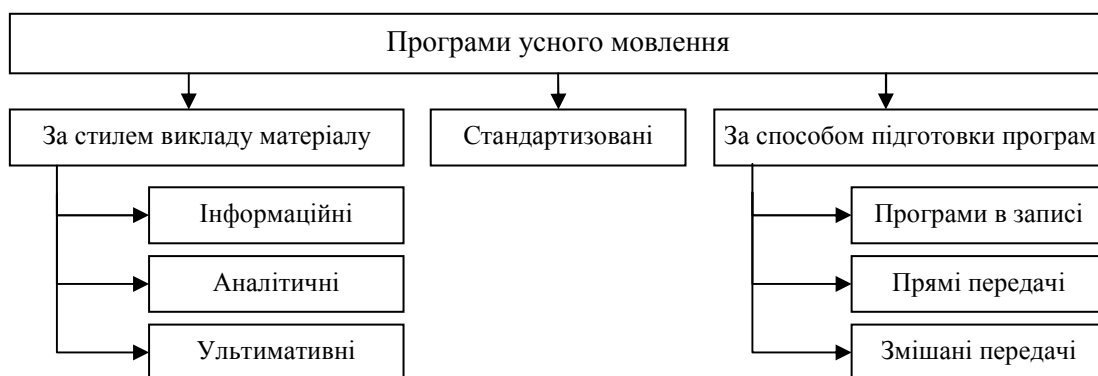 Програми усного мовлення
За стилем викладу матеріалу
Стандартизовані
За способом підготовки програм
Інформаційні
Аналітичні
Ультимативні
Програми в записі
Прямі передачі
Змішані передачі